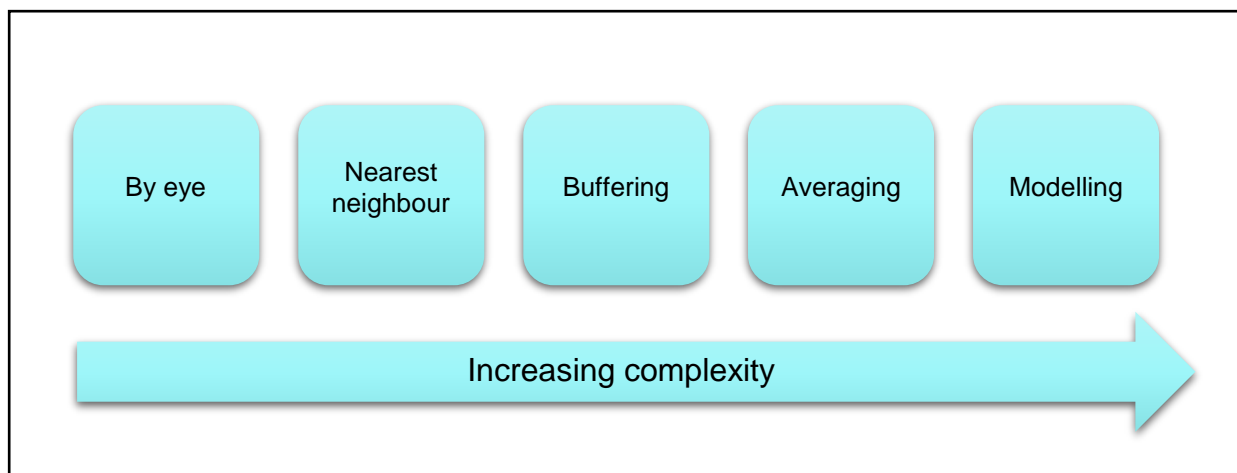 By eye
Nearest
neighbour
Buffering
Averaging
Modelling
Increasing complexity